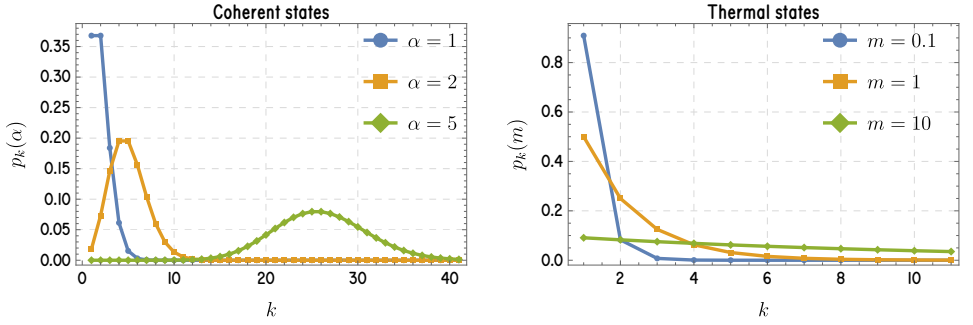 Coherent states
p_k(α)
0.35
0.30
0.25
0.20
0.15
0.10
0.05
0.00
α = 1
α = 2
α = 5
0 10 20 30 40
k
Thermal states
p_k(m)
0.8
0.6
0.4
0.2
0.0
m = 0.1
m = 1
m = 10
2 4 6 8 10
k